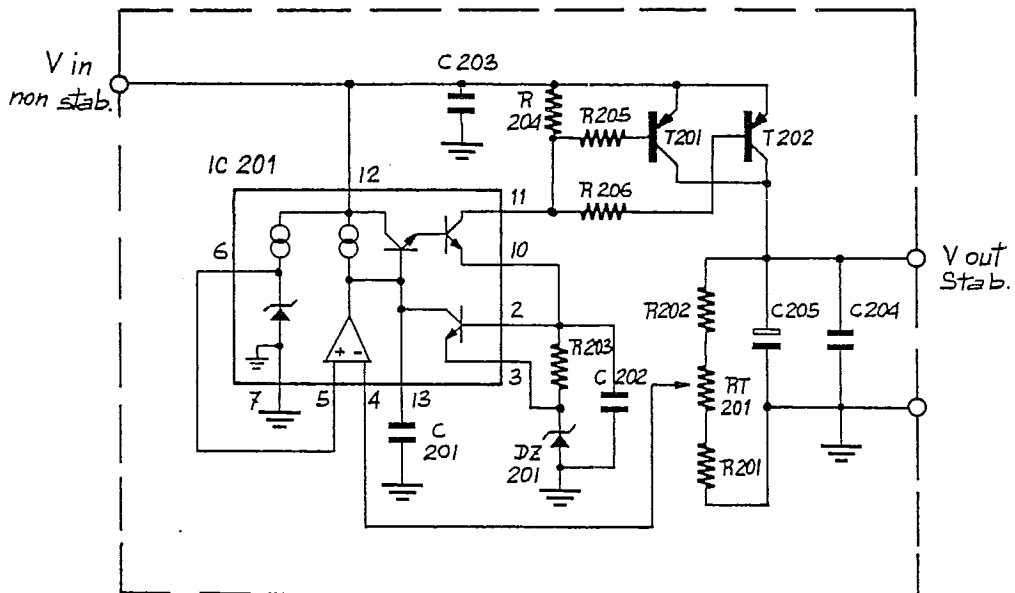 V in
non stab.
C 203
R
204
R205
T201
T202
IC 201
12
11
R 206
6
10
V out
Stab.
2
R202
C205
C204
R203
3
C 202
RT
201
7
+ -
5
4
13
C
201
DZ
201
R201